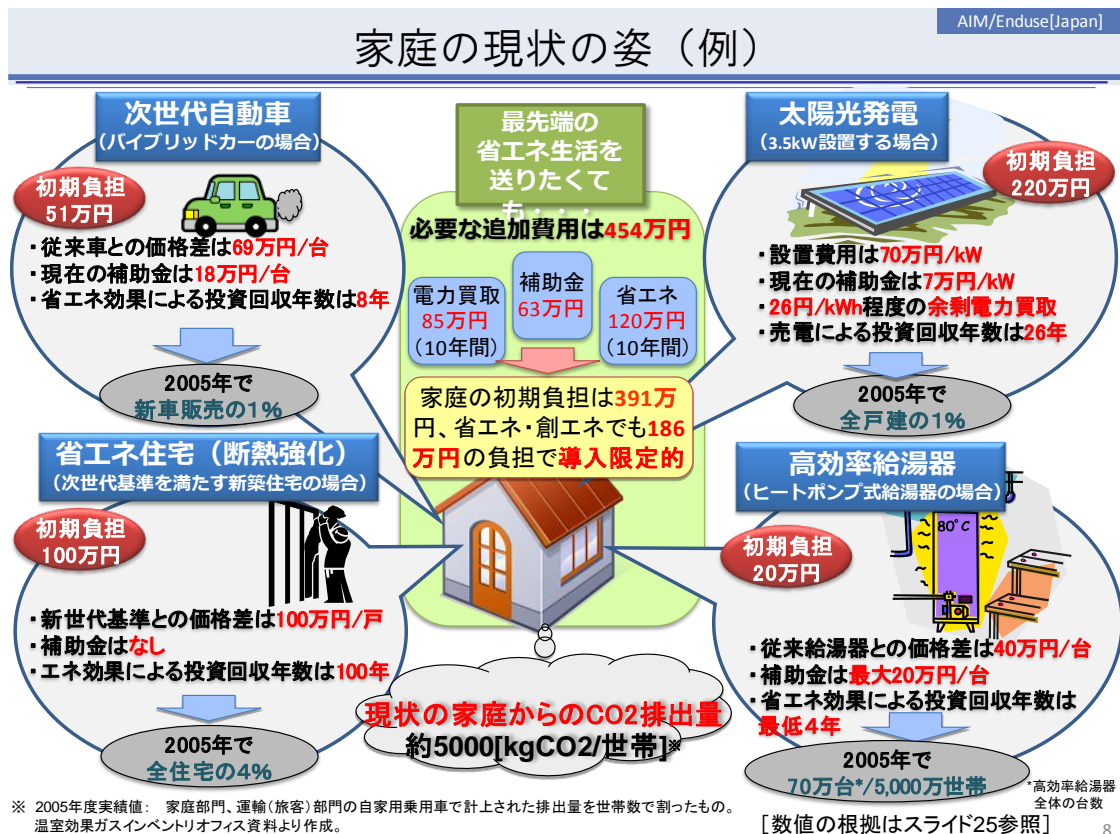 AIM/Enduse[Japan]
家庭の現状の姿（例）
次世代自動車
（バイブリッドカーの場合）
初期負担
51万円
・従来車との価格差は69万円/台
・現在の補助金は18万円/台
・省エネ効果による投資回収年数は8年
2005年で
新車販売の1％
最先端の
省エネ生活を
送りたくて
も・・・
必要な追加費用は454万円
電力買取
85万円
（10年間）
補助金
63万円
省エネ
120万円
（10年間）
家庭の初期負担は391万
円、省エネ・創エネでも186
万円の負担で導入限定的
太陽光発電
（3.5kW設置する場合）
初期負担
220万円
・設置費用は70万円/kW
・現在の補助金は7万円/kW
・26円/kWh程度の余剰電力買取
・売電による投資回収年数は26年
2005年で
全戸建の1％
省エネ住宅（断熱強化）
（次世代基準を満たす新築住宅の場合）
初期負担
100万円
・新世代基準との価格差は100万円/戸
・補助金はなし
・エネ効果による投資回収年数は100年
2005年で
全住宅の4％
高効率給湯器
（ヒートポンプ式給湯器の場合）
初期負担
20万円
80°C
・従来給湯器との価格差は40万円/台
・補助金は最大20万円/台
・省エネ効果による投資回収年数は
最低４年
2005年で
70万台*/5,000万世帯
*高効率給湯器
全体の台数
現状の家庭からのCO2排出量
約5000[kgCO2/世帯]※
※ 2005年度実績値： 家庭部門、運輸（旅客）部門の自家用乗用車で計上された排出量を世帯数で割ったもの。
温室効果ガスインベントリオフィス資料より作成。
［数値の根拠はスライド25参照］
8